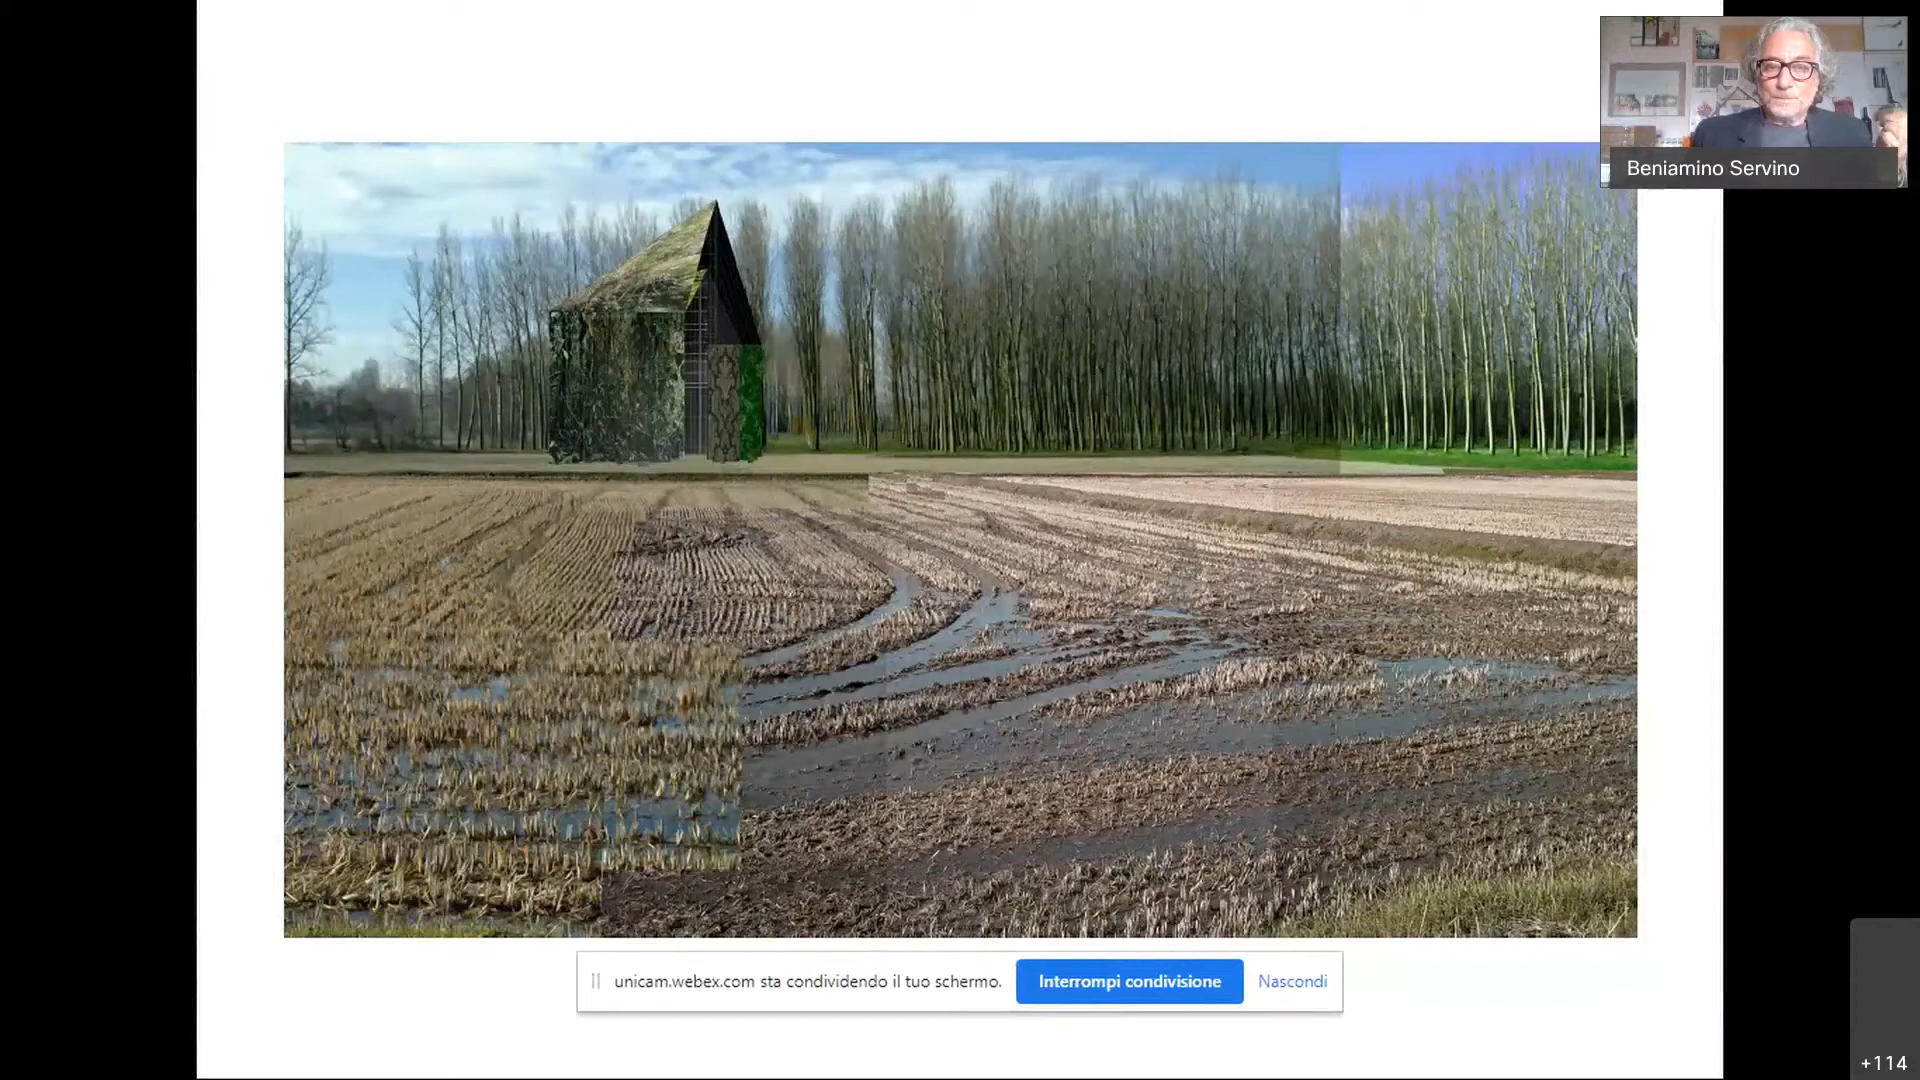 Beniamino Servino
unicam.webex.com sta condividendo il tuo schermo. Interrompi condivisione Nascondi
+114